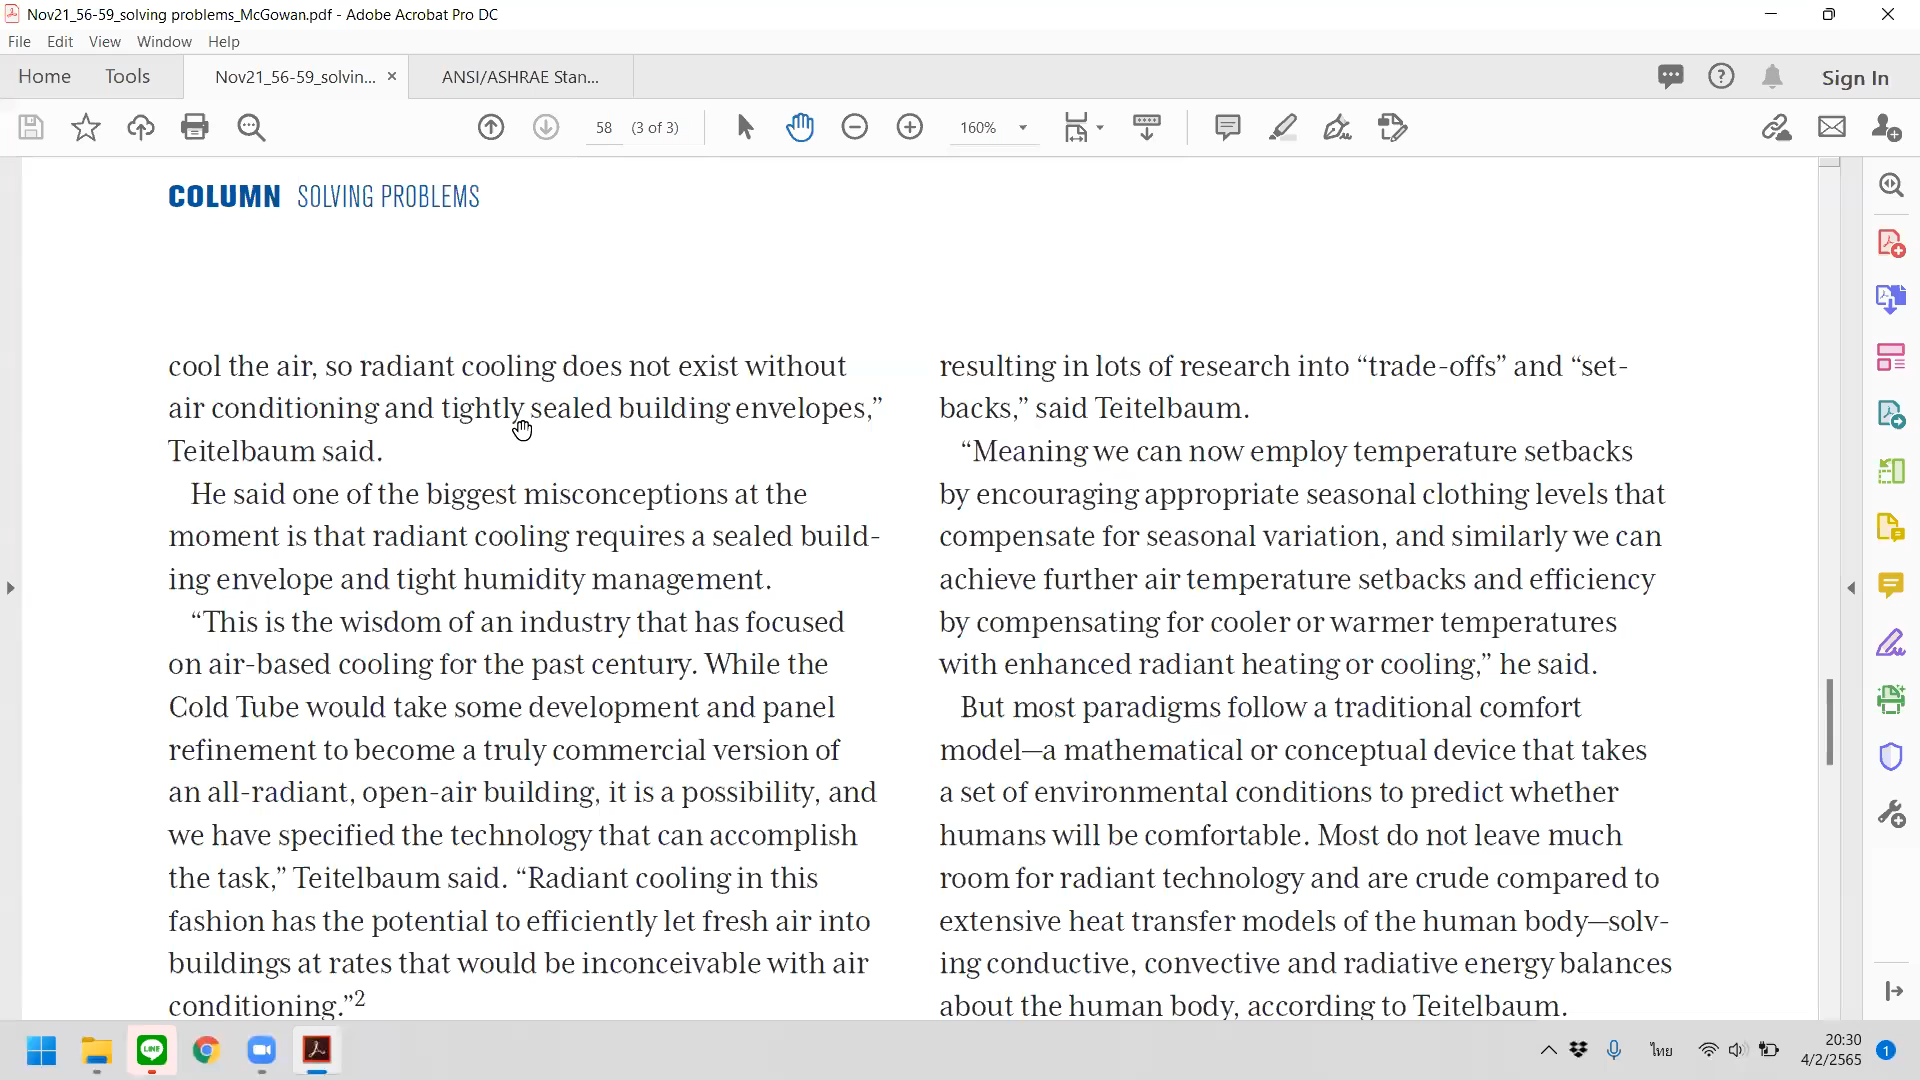 Nov21_56-59_solving problems_McGowan.pdf - Adobe Acrobat Pro DC
File Edit View Window Help
Home Tools Nov21_56-59_solvin... × ANSI/ASHRAE Stan... Sign In
58 (3 of 3) 160%
COLUMN SOLVING PROBLEMS
cool the air, so radiant cooling does not exist without
air conditioning and tightly sealed building envelopes,”
Teitelbaum said.
He said one of the biggest misconceptions at the
moment is that radiant cooling requires a sealed build-
ing envelope and tight humidity management.
“This is the wisdom of an industry that has focused
on air-based cooling for the past century. While the
Cold Tube would take some development and panel
refinement to become a truly commercial version of
an all-radiant, open-air building, it is a possibility, and
we have specified the technology that can accomplish
the task,” Teitelbaum said. “Radiant cooling in this
fashion has the potential to efficiently let fresh air into
buildings at rates that would be inconceivable with air
conditioning.”2
resulting in lots of research into “trade-offs” and “set-
backs,” said Teitelbaum.
“Meaning we can now employ temperature setbacks
by encouraging appropriate seasonal clothing levels that
compensate for seasonal variation, and similarly we can
achieve further air temperature setbacks and efficiency
by compensating for cooler or warmer temperatures
with enhanced radiant heating or cooling,” he said.
But most paradigms follow a traditional comfort
model—a mathematical or conceptual device that takes
a set of environmental conditions to predict whether
humans will be comfortable. Most do not leave much
room for radiant technology and are crude compared to
extensive heat transfer models of the human body—solv-
ing conductive, convective and radiative energy balances
about the human body, according to Teitelbaum.
LINE
ไทย
20:30
4/2/2565
1